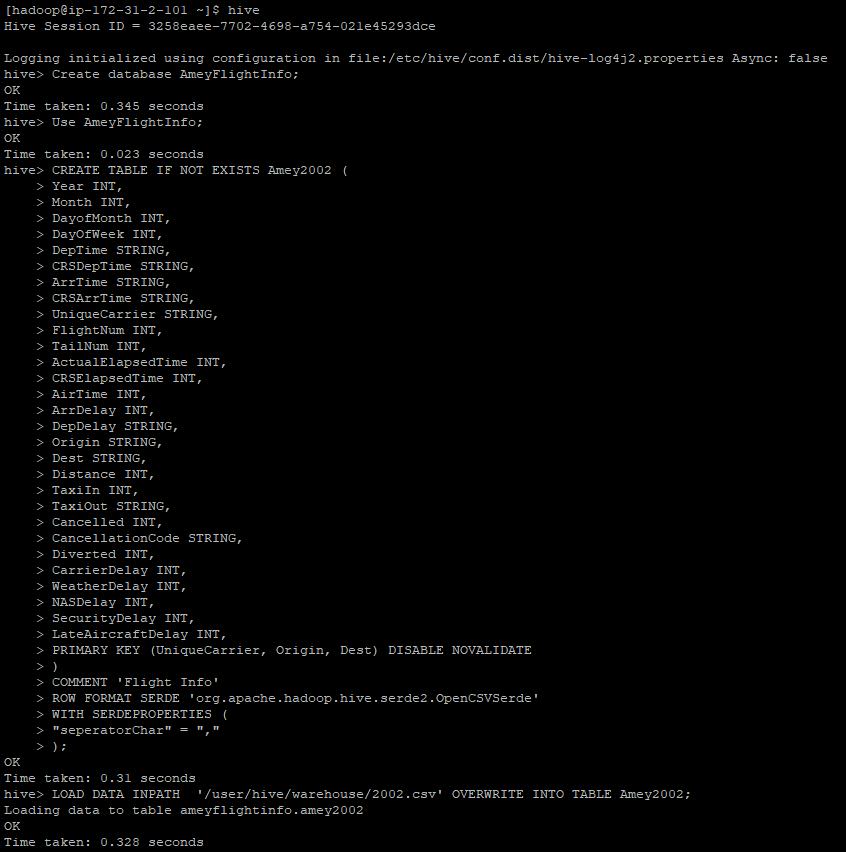 [hadoop@ip-172-31-2-101 ~]$ hive
Hive Session ID = 3258eaee-7702-4698-a754-021e45293dce
Logging initialized using configuration in file:/etc/hive/conf.dist/hive-log4j2.properties Async: false
hive> Create database AmeyFlightInfo;
OK
Time taken: 0.345 seconds
hive> Use AmeyFlightInfo;
OK
Time taken: 0.023 seconds
hive> CREATE TABLE IF NOT EXISTS Amey2002 (
    > Year INT,
    > Month INT,
    > DayofMonth INT,
    > DayOfWeek INT,
    > DepTime STRING,
    > CRSDepTime STRING,
    > ArrTime STRING,
    > CRSArrTime STRING,
    > UniqueCarrier STRING,
    > FlightNum INT,
    > TailNum INT,
    > ActualElapsedTime INT,
    > CRSElapsedTime INT,
    > AirTime INT,
    > ArrDelay INT,
    > DepDelay STRING,
    > Origin STRING,
    > Dest STRING,
    > Distance INT,
    > TaxiIn INT,
    > TaxiOut STRING,
    > Cancelled INT,
    > CancellationCode STRING,
    > Diverted INT,
    > CarrierDelay INT,
    > WeatherDelay INT,
    > NASDelay INT,
    > SecurityDelay INT,
    > LateAircraftDelay INT,
    > PRIMARY KEY (UniqueCarrier, Origin, Dest) DISABLE NOVALIDATE
    > )
    > COMMENT 'Flight Info'
    > ROW FORMAT SERDE 'org.apache.hadoop.hive.serde2.OpenCSVSerde'
    > WITH SERDEPROPERTIES (
    > "seperatorChar" = ","
    > );
OK
Time taken: 0.31 seconds
hive> LOAD DATA INPATH  '/user/hive/warehouse/2002.csv' OVERWRITE INTO TABLE Amey2002;
Loading data to table ameyflightinfo.amey2002
OK
Time taken: 0.328 seconds